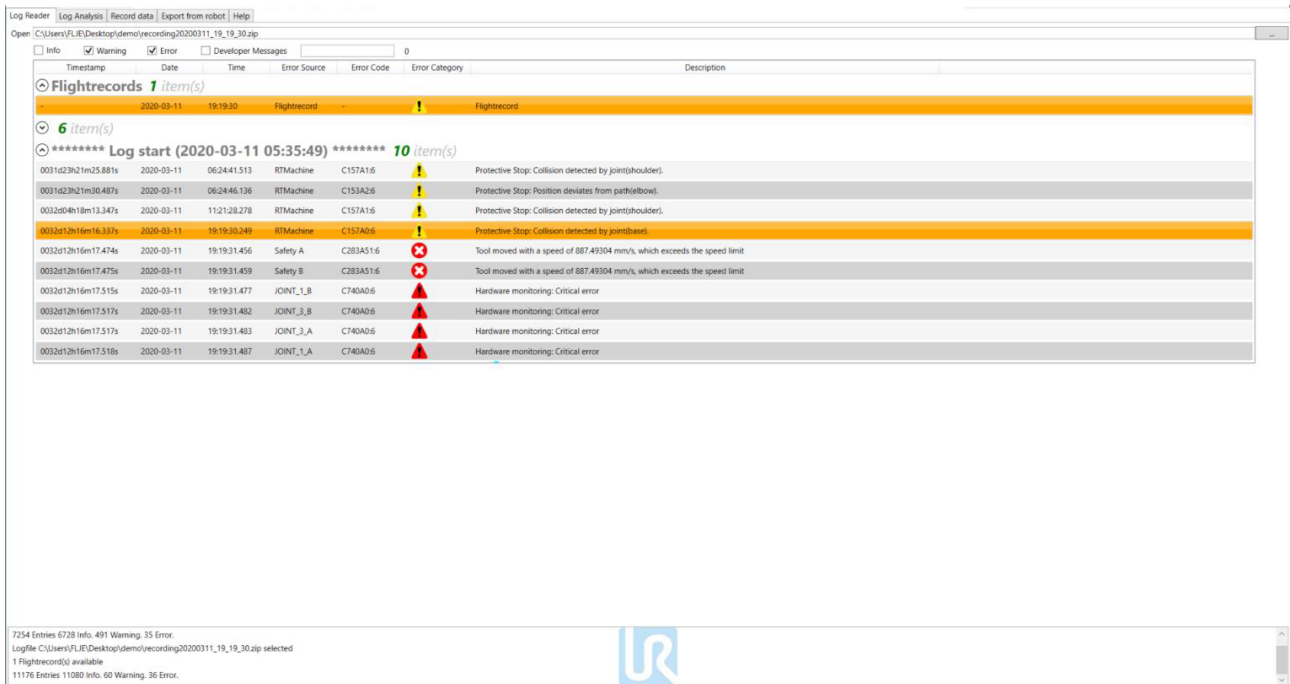 Log Reader Log Analysis Record data Export from robot Help
Open C:\Users\FLJE\Desktop\demo\recording20200311_19_19_30.zip ...
Info Warning Error Developer Messages 0
Timestamp Date Time Error Source Error Code Error Category Description
Flightrecords 1 item(s)
- 2020-03-11 19:19:30 Flightrecord - Flightrecord
6 item(s)
******** Log start (2020-03-11 05:35:49) ******** 10 item(s)
0031d23h21m25.881s 2020-03-11 06:24:41.513 RTMachine C157A1:6 Protective Stop: Collision detected by joint(shoulder).
0031d23h21m30.487s 2020-03-11 06:24:46.136 RTMachine C153A2:6 Protective Stop: Position deviates from path(elbow).
0032d04h18m13.347s 2020-03-11 11:21:28.278 RTMachine C157A1:6 Protective Stop: Collision detected by joint(shoulder).
0032d12h16m16.337s 2020-03-11 19:19:30.249 RTMachine C157A0:6 Protective Stop: Collision detected by joint(base).
0032d12h16m17.474s 2020-03-11 19:19:31.456 Safety A C283A51:6 Tool moved with a speed of 887.49304 mm/s, which exceeds the speed limit
0032d12h16m17.475s 2020-03-11 19:19:31.459 Safety B C283A51:6 Tool moved with a speed of 887.49304 mm/s, which exceeds the speed limit
0032d12h16m17.515s 2020-03-11 19:19:31.477 JOINT_1_B C740A0:6 Hardware monitoring: Critical error
0032d12h16m17.517s 2020-03-11 19:19:31.482 JOINT_3_B C740A0:6 Hardware monitoring: Critical error
0032d12h16m17.517s 2020-03-11 19:19:31.483 JOINT_3_A C740A0:6 Hardware monitoring: Critical error
0032d12h16m17.518s 2020-03-11 19:19:31.487 JOINT_1_A C740A0:6 Hardware monitoring: Critical error
7254 Entries 6728 Info. 491 Warning. 35 Error.
Logfile C:\Users\FLJE\Desktop\demo\recording20200311_19_19_30.zip selected
1 Flightrecord(s) available
11176 Entries 11080 Info. 60 Warning. 36 Error.
UR